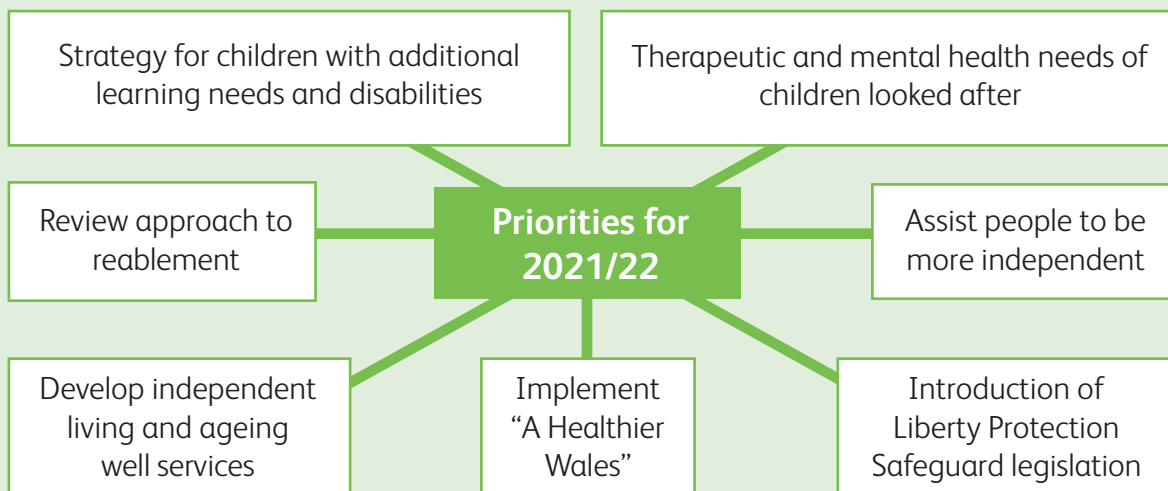 Strategy for children with additional
learning needs and disabilities
Therapeutic and mental health needs of
children looked after
Review approach to
reablement
Priorities for
2021/22
Assist people to be
more independent
Develop independent
living and ageing
well services
Implement
“A Healthier
Wales”
Introduction of
Liberty Protection
Safeguard legislation